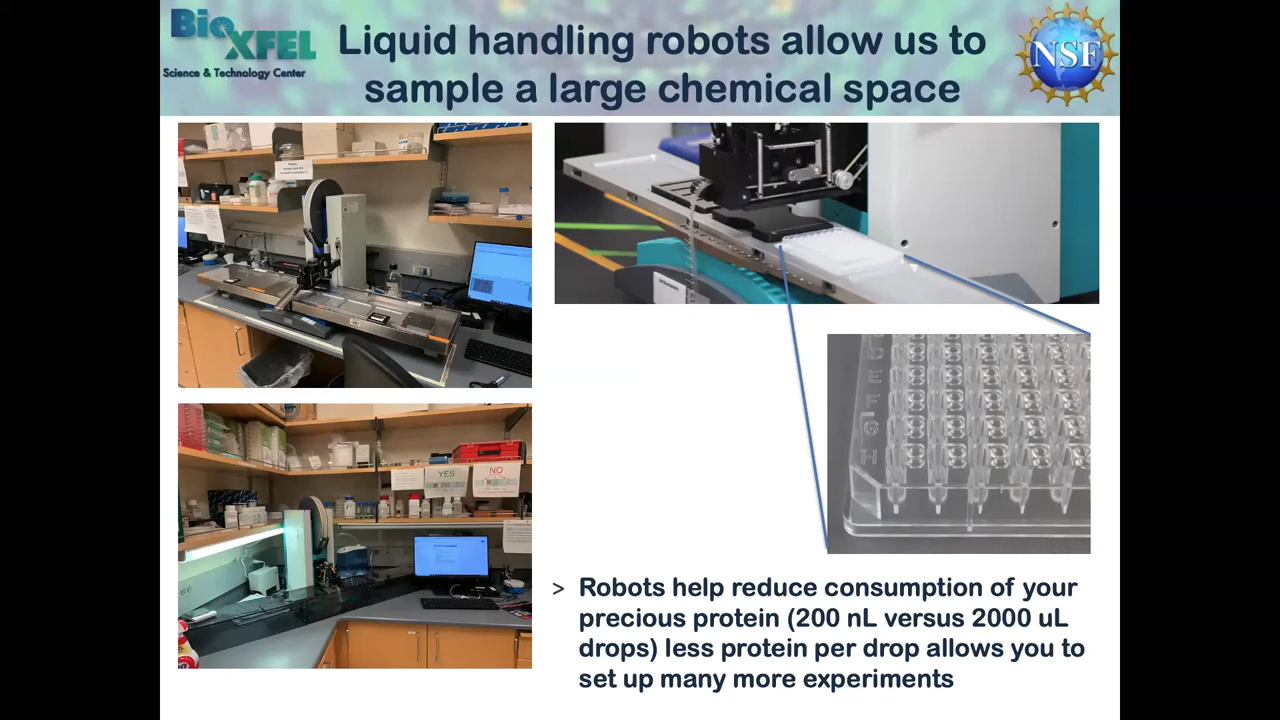 BioXFEL
Science & Technology Center
Liquid handling robots allow us to
sample a large chemical space
NSF
YES
NO
E
F
G
H
> Robots help reduce consumption of your
precious protein (200 nL versus 2000 uL
drops) less protein per drop allows you to
set up many more experiments